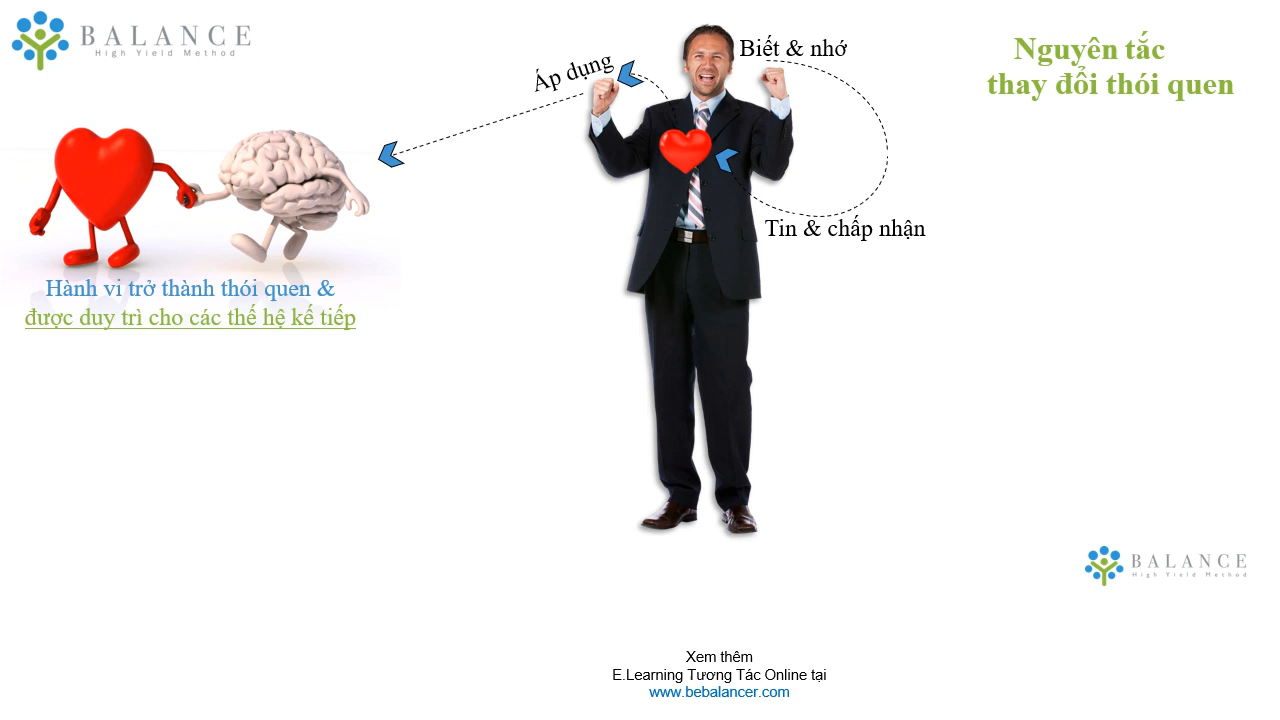 BALANCE
High Yield Method
Nguyên tắc
thay đổi thói quen
Biết & nhớ
Áp dụng
Tin & chấp nhận
Hành vi trở thành thói quen &
được duy trì cho các thế hệ kế tiếp
BALANCE
High Yield Method
Xem thêm
E.Learning Tương Tác Online tại
www.bebalancer.com